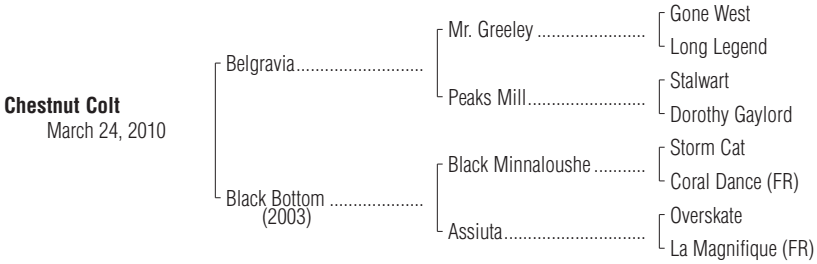 Chestnut Colt
March 24, 2010
Belgravia...........................
Black Bottom ....................
(2003)
Mr. Greeley .......................
Peaks Mill.........................
Black Minnaloushe ...........
Assiuta..............................
Gone West
Long Legend
Stalwart
Dorothy Gaylord
Storm Cat
Coral Dance (FR)
Overskate
La Magnifique (FR)